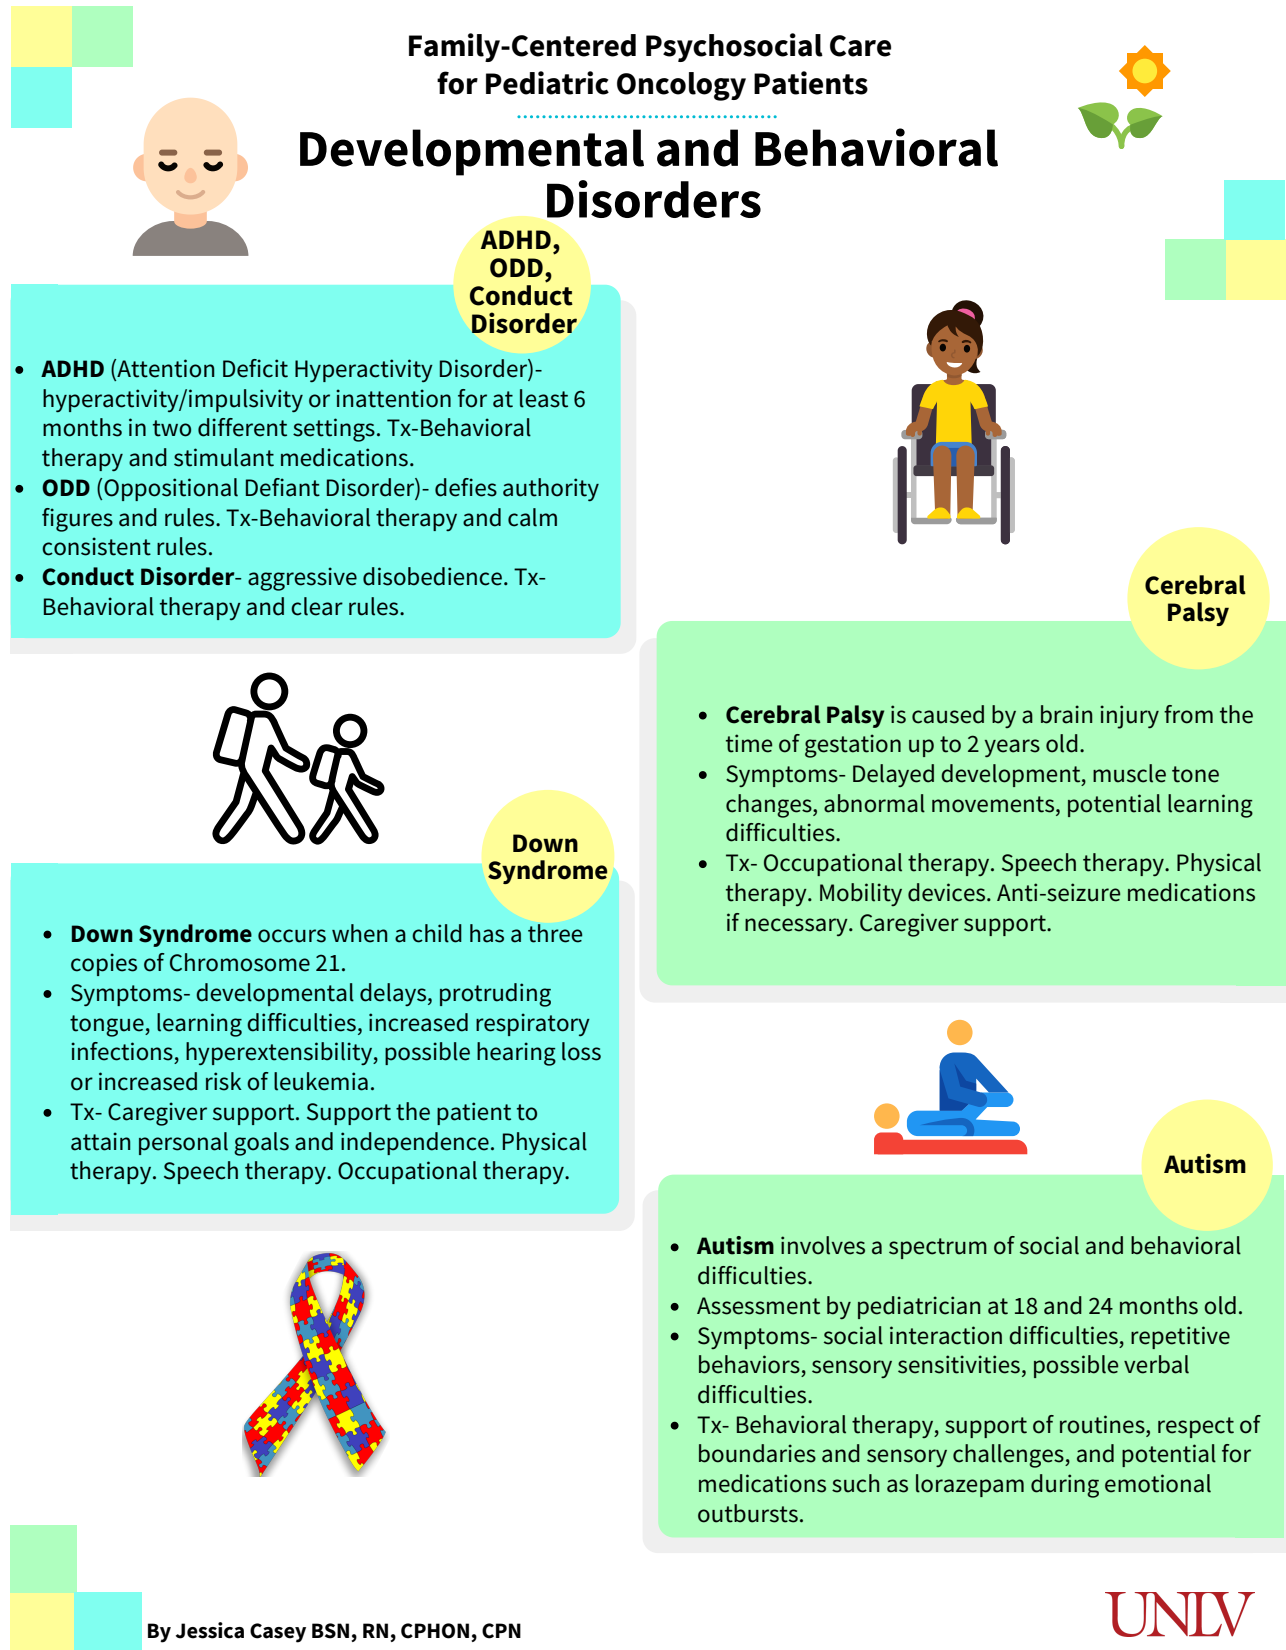 Family-Centered Psychosocial Care
for Pediatric Oncology Patients
Developmental and Behavioral
Disorders
ADHD,
ODD,
Conduct
Disorder
• ADHD (Attention Deficit Hyperactivity Disorder)-
hyperactivity/impulsivity or inattention for at least 6
months in two different settings. Tx-Behavioral
therapy and stimulant medications.
• ODD (Oppositional Defiant Disorder)- defies authority
figures and rules. Tx-Behavioral therapy and calm
consistent rules.
• Conduct Disorder- aggressive disobedience. Tx-
Behavioral therapy and clear rules.
Cerebral
Palsy
• Cerebral Palsy is caused by a brain injury from the
time of gestation up to 2 years old.
• Symptoms- Delayed development, muscle tone
changes, abnormal movements, potential learning
difficulties.
• Tx- Occupational therapy. Speech therapy. Physical
therapy. Mobility devices. Anti-seizure medications
if necessary. Caregiver support.
Down
Syndrome
• Down Syndrome occurs when a child has a three
copies of Chromosome 21.
• Symptoms- developmental delays, protruding
tongue, learning difficulties, increased respiratory
infections, hyperextensibility, possible hearing loss
or increased risk of leukemia.
• Tx- Caregiver support. Support the patient to
attain personal goals and independence. Physical
therapy. Speech therapy. Occupational therapy.
Autism
• Autism involves a spectrum of social and behavioral
difficulties.
• Assessment by pediatrician at 18 and 24 months old.
• Symptoms- social interaction difficulties, repetitive
behaviors, sensory sensitivities, possible verbal
difficulties.
• Tx- Behavioral therapy, support of routines, respect of
boundaries and sensory challenges, and potential for
medications such as lorazepam during emotional
outbursts.
By Jessica Casey BSN, RN, CPHON, CPN
UNLV